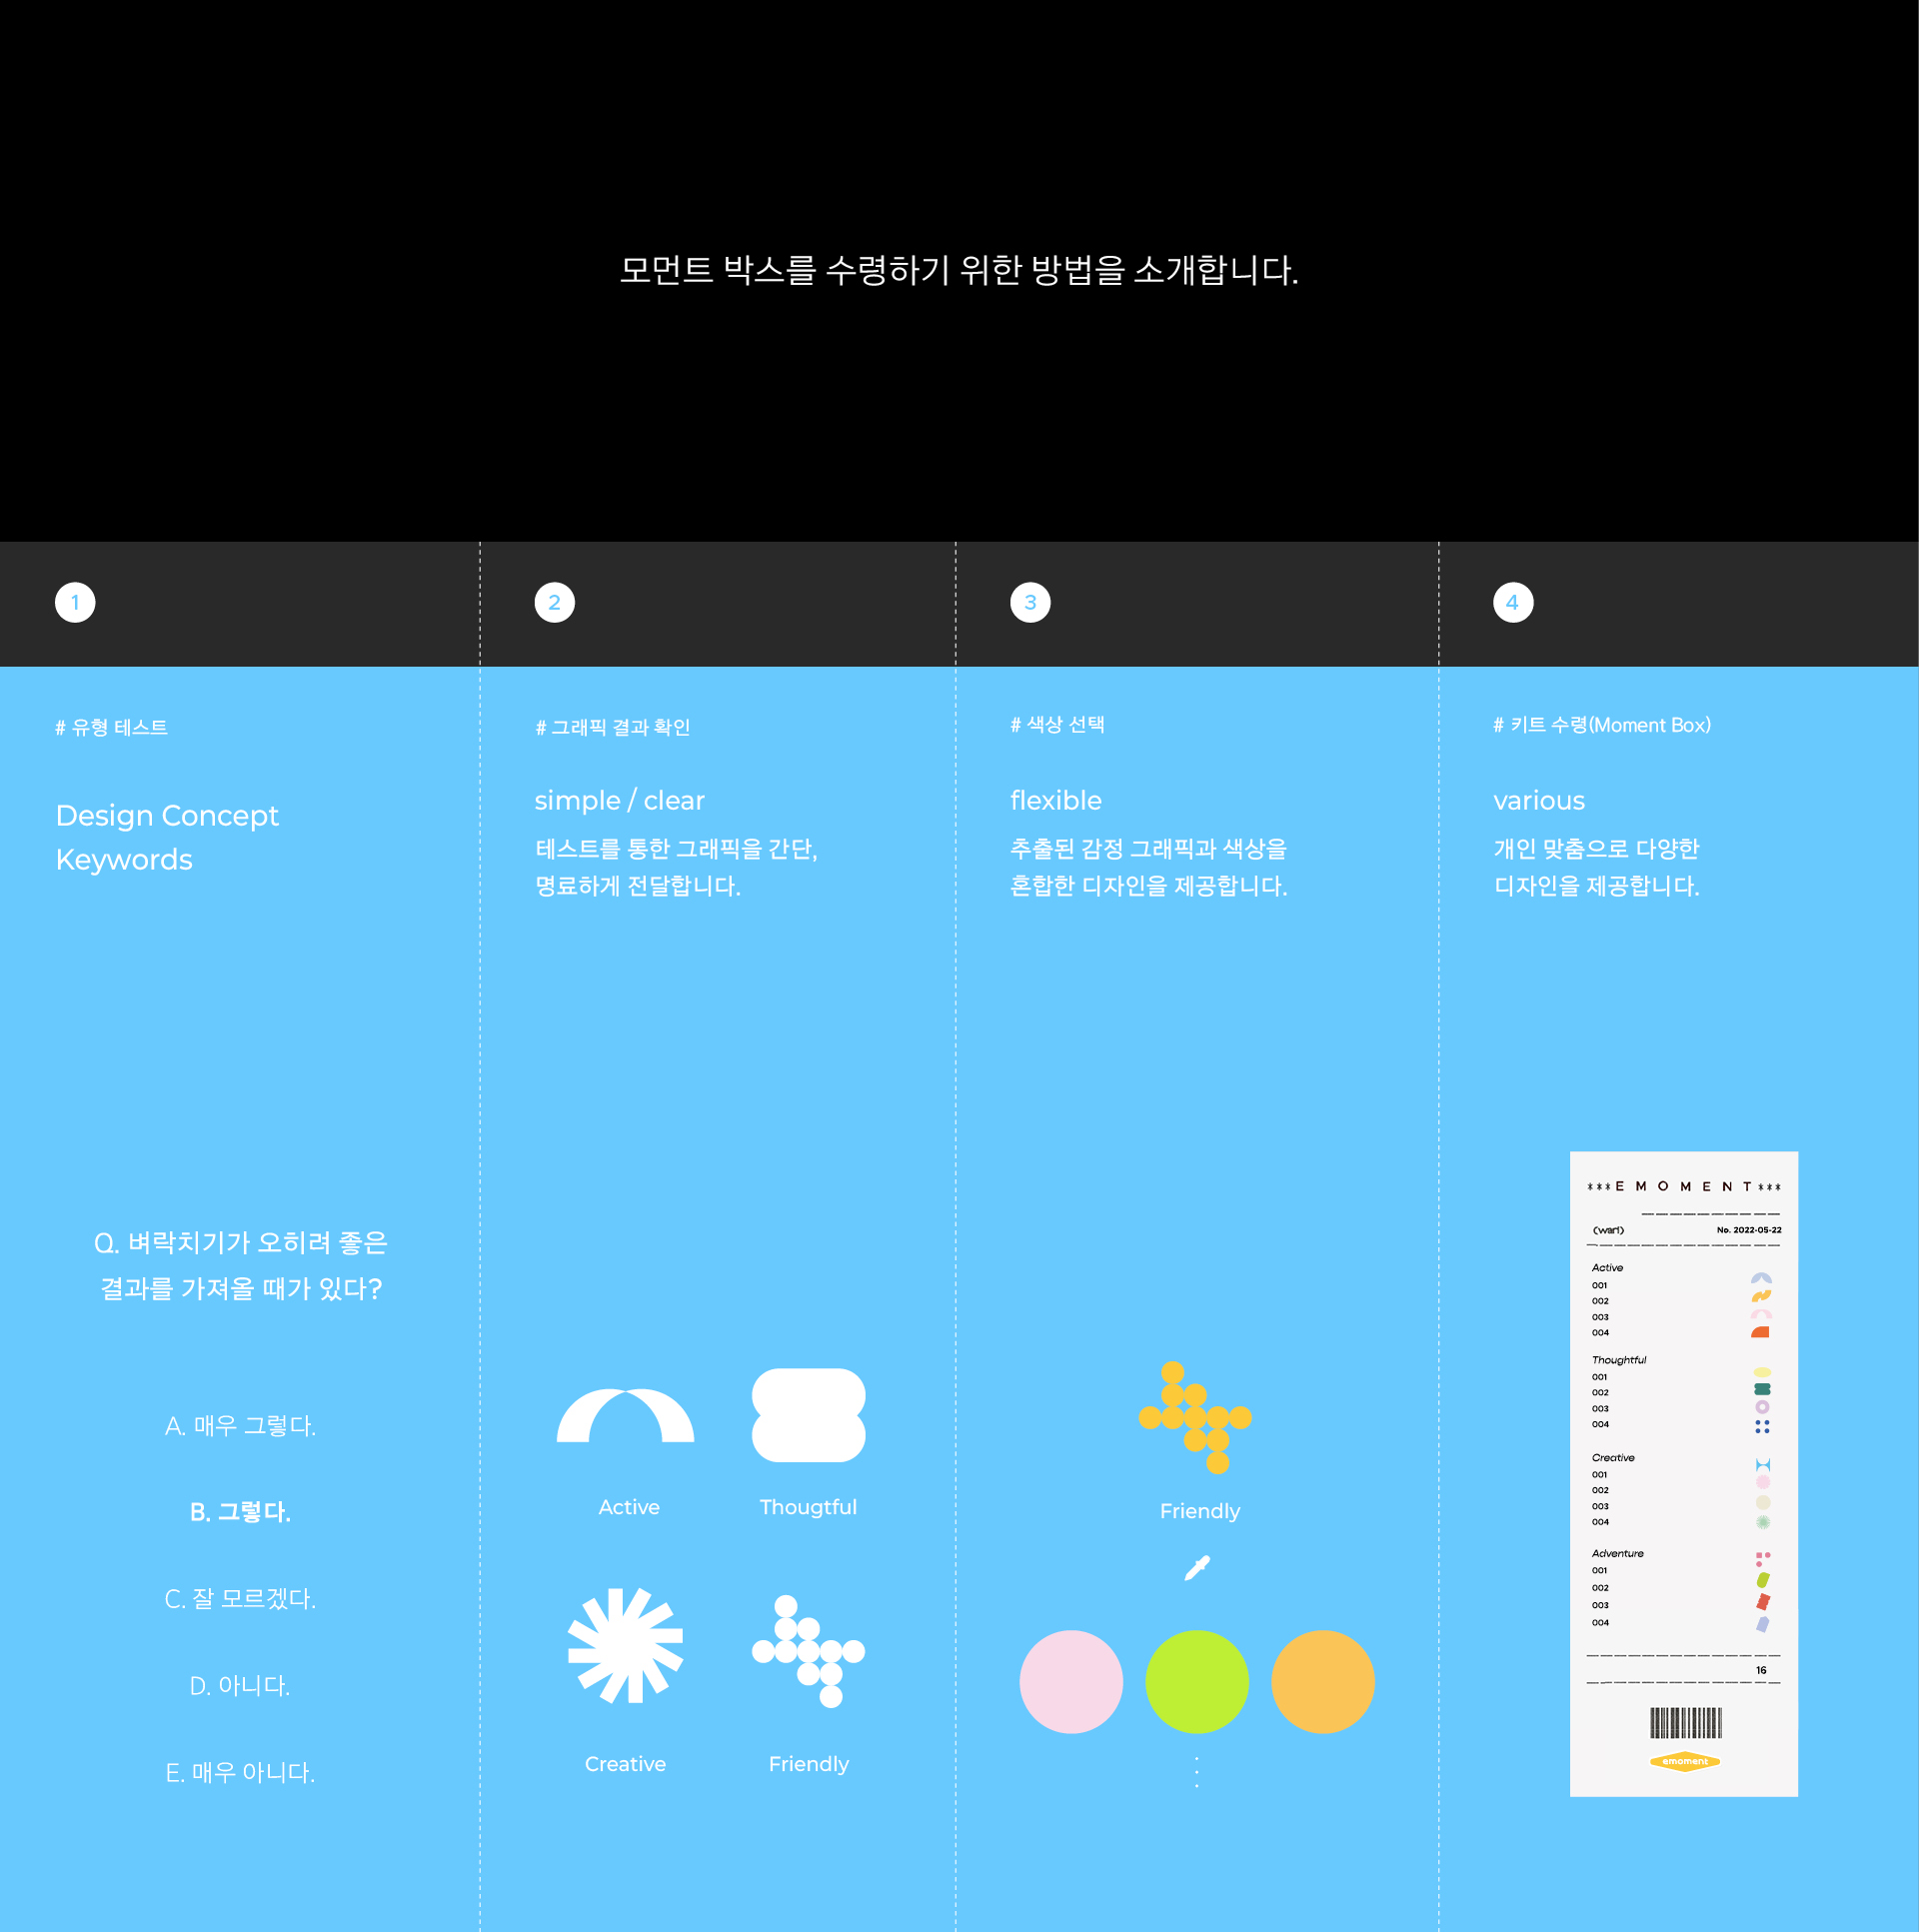 모먼트 박스를 수령하기 위한 방법을 소개합니다.
1
2
3
4
# 유형 테스트
Design Concept
Keywords
Q. 벼락치기가 오히려 좋은
결과를 가져올 때가 있다?
A. 매우 그렇다.
B. 그렇다.
C. 잘 모르겠다.
D. 아니다.
E. 매우 아니다.
# 그래픽 결과 확인
simple / clear
테스트를 통한 그래픽을 간단,
명료하게 전달합니다.
Active
Thougtful
Creative
Friendly
# 색상 선택
flexible
추출된 감정 그래픽과 색상을
혼합한 디자인을 제공합니다.
Friendly
# 키트 수령(Moment Box)
various
개인 맞춤으로 다양한
디자인을 제공합니다.
***EMOMENT***
(warl) No. 2022-05-22
Active
001
002
003
004
Thoughtful
001
002
003
004
Creative
001
002
003
004
Adventure
001
002
003
004
16
emoment